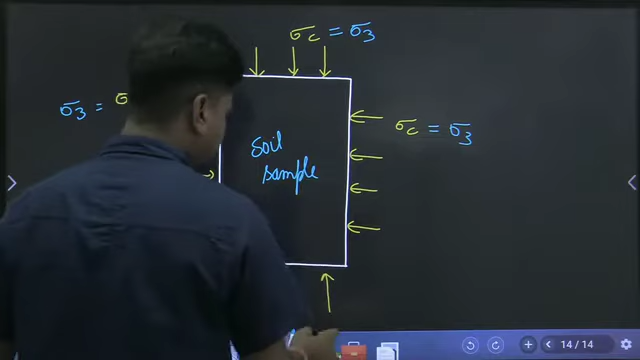 σc = σ3
σ3 = σ
σc = σ3
Soil
sample
14 / 14